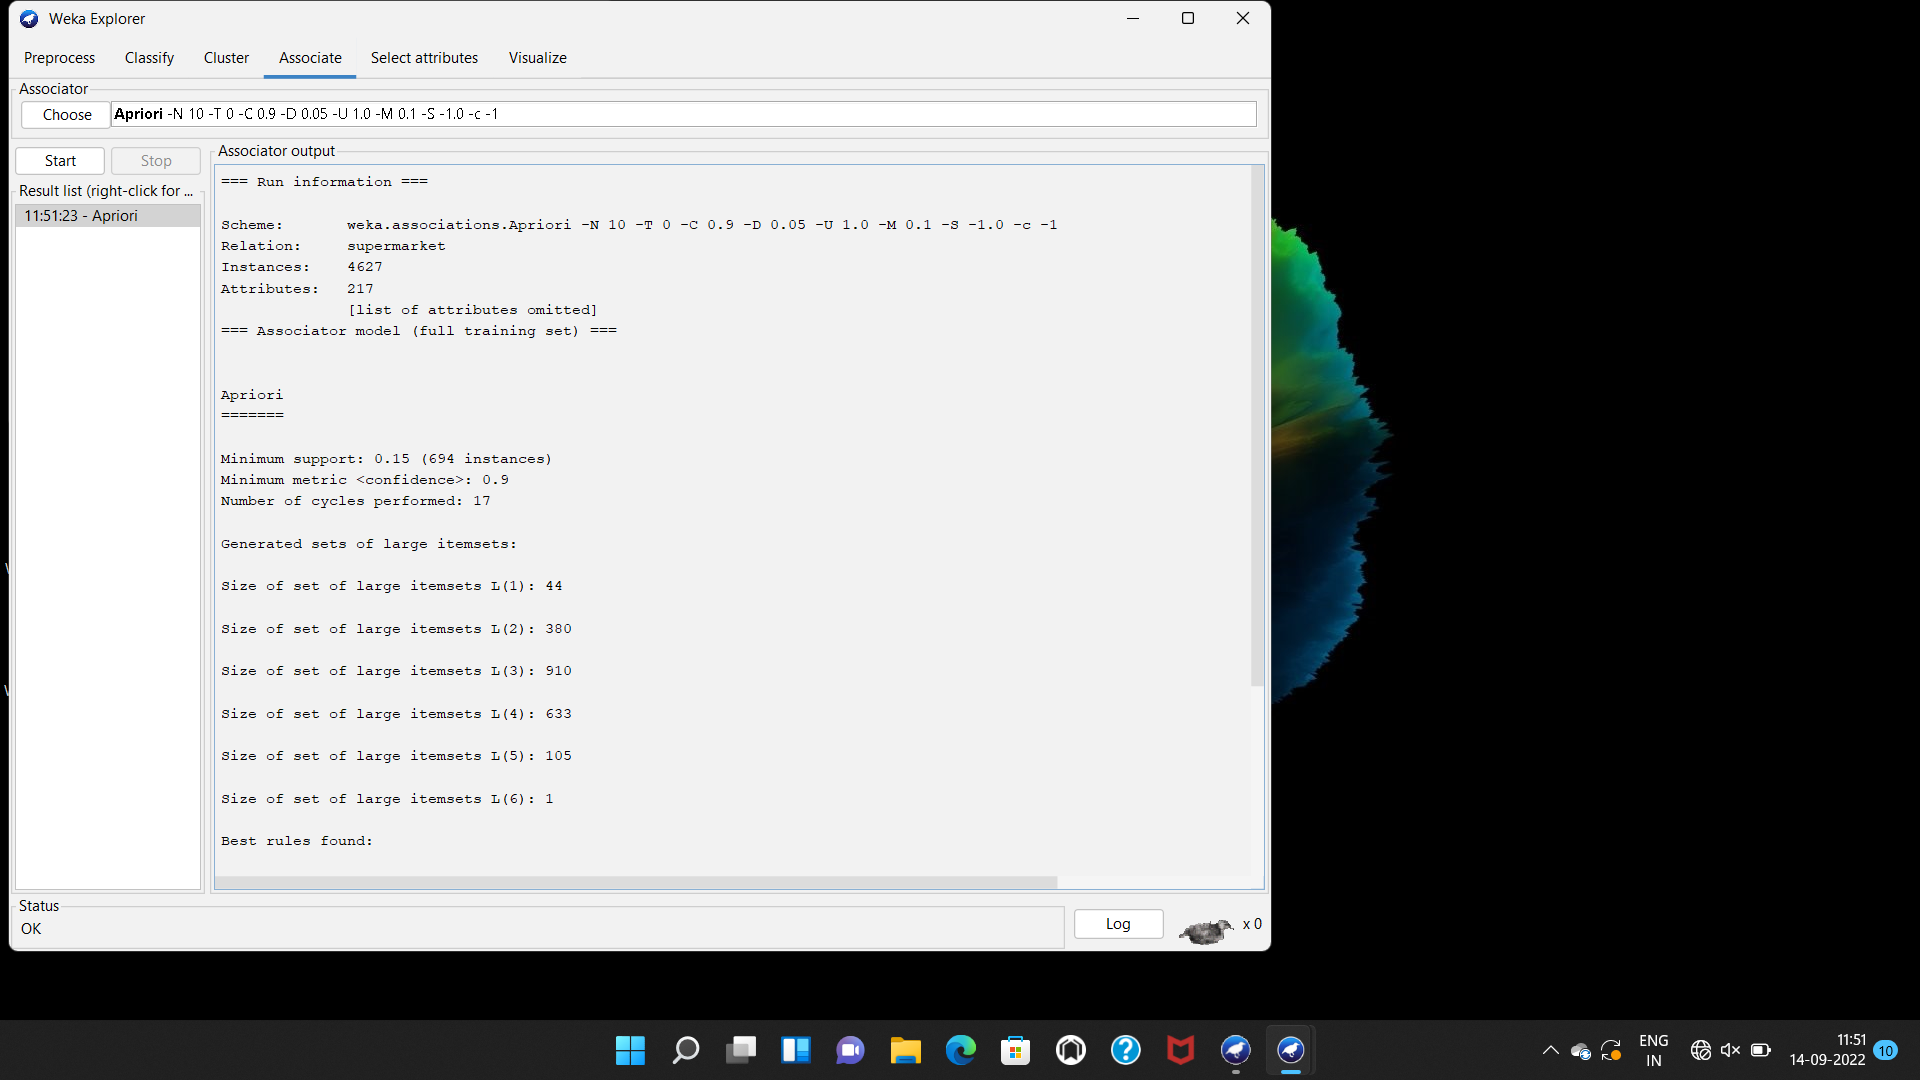 Weka Explorer
Preprocess Classify Cluster Associate Select attributes Visualize
Associator
Choose Apriori -N 10 -T 0 -C 0.9 -D 0.05 -U 1.0 -M 0.1 -S -1.0 -c -1
Start Stop
Result list (right-click for ...
11:51:23 - Apriori
Associator output
=== Run information ===
Scheme: weka.associations.Apriori -N 10 -T 0 -C 0.9 -D 0.05 -U 1.0 -M 0.1 -S -1.0 -c -1
Relation: supermarket
Instances: 4627
Attributes: 217
[list of attributes omitted]
=== Associator model (full training set) ===
Apriori
=======
Minimum support: 0.15 (694 instances)
Minimum metric <confidence>: 0.9
Number of cycles performed: 17
Generated sets of large itemsets:
Size of set of large itemsets L(1): 44
Size of set of large itemsets L(2): 380
Size of set of large itemsets L(3): 910
Size of set of large itemsets L(4): 633
Size of set of large itemsets L(5): 105
Size of set of large itemsets L(6): 1
Best rules found:
Status
OK
Log
x 0
ENG
IN
11:51
14-09-2022
10